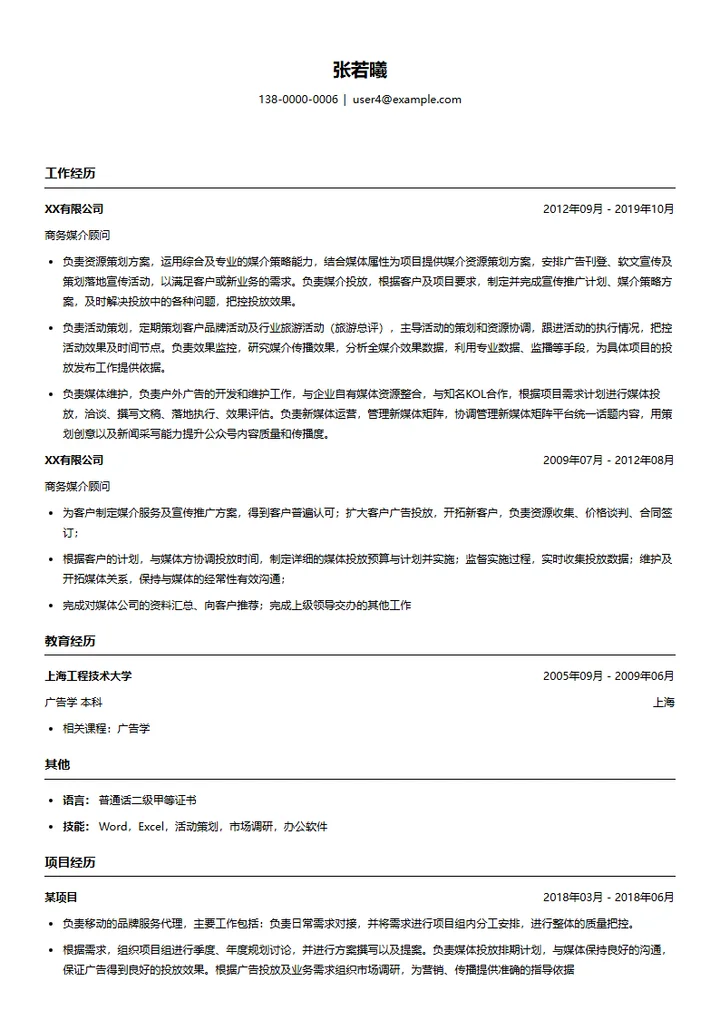 张若曦
138-0000-0006 | user4@example.com
工作经历
XX有限公司 2012年09月 - 2019年10月
商务媒介顾问
• 负责资源策划方案，运用综合及专业的媒介策略能力，结合媒体属性为项目提供媒介资源策划方案，安排广告刊登、软文宣传及
策划落地宣传活动，以满足客户或新业务的需求。负责媒介投放，根据客户及项目要求，制定并完成宣传推广计划、媒介策略方
案，及时解决投放中的各种问题，把控投放效果。
• 负责活动策划，定期策划客户品牌活动及行业旅游活动（旅游总评），主导活动的策划和资源协调，跟进活动的执行情况，把控
活动效果及时间节点。负责效果监控，研究媒介传播效果，分析全媒介效果数据，利用专业数据、监播等手段，为具体项目的投
放发布工作提供依据。
• 负责媒体维护，负责户外广告的开发和维护工作，与企业自有媒体资源整合，与知名KOL合作，根据项目需求计划进行媒体投
放，洽谈、撰写文稿、落地执行、效果评估。负责新媒体运营，管理新媒体矩阵，协调管理新媒体矩阵平台统一话题内容，用策
划创意以及新闻采写能力提升公众号内容质量和传播度。
XX有限公司 2009年07月 - 2012年08月
商务媒介顾问
• 为客户制定媒介服务及宣传推广方案，得到客户普遍认可；扩大客户广告投放，开拓新客户，负责资源收集、价格谈判、合同签
订；
• 根据客户的计划，与媒体方协调投放时间，制定详细的媒体投放预算与计划并实施；监督实施过程，实时收集投放数据；维护及
开拓媒体关系，保持与媒体的经常性有效沟通；
• 完成对媒体公司的资料汇总、向客户推荐；完成上级领导交办的其他工作
教育经历
上海工程技术大学 2005年09月 - 2009年06月
广告学 本科 上海
• 相关课程：广告学
其他
• 语言： 普通话二级甲等证书
• 技能： Word，Excel，活动策划，市场调研，办公软件
项目经历
某项目 2018年03月 - 2018年06月
• 负责移动的品牌服务代理，主要工作包括：负责日常需求对接，并将需求进行项目组内分工安排，进行整体的质量把控。
• 根据需求，组织项目组进行季度、年度规划讨论，并进行方案撰写以及提案。负责媒体投放排期计划，与媒体保持良好的沟通，
保证广告得到良好的投放效果。根据广告投放及业务需求组织市场调研，为营销、传播提供准确的指导依据